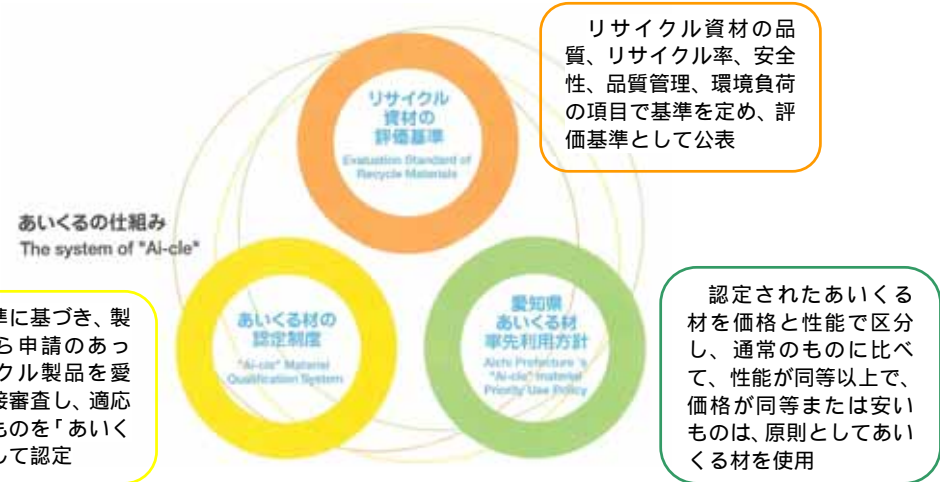 リサイクル資材の品
質、リサイクル率、安全
性、品質管理、環境負荷
の項目で基準を定め、評
価基準として公表
リサイクル
資材の
評価基準
Evaluation Standard of
Recycle Materials
あいくるの仕組み
The system of "Ai-cle"
準に基づき、製
ら申請のあっ
クル製品を愛
接審査し、適応
ものを「あいく
して認定
あいくる材の
認定制度
"Ai-cle" Material
Qualification System
愛知県
あいくる材
率先利用方針
Aichi Prefecture's
"Ai-cle" material
Priority Use Policy
認定されたあいくる
材を価格と性能で区分
し、通常のものに比べ
て、性能が同等以上で、
価格が同等または安い
ものは、原則としてあい
くる材を使用